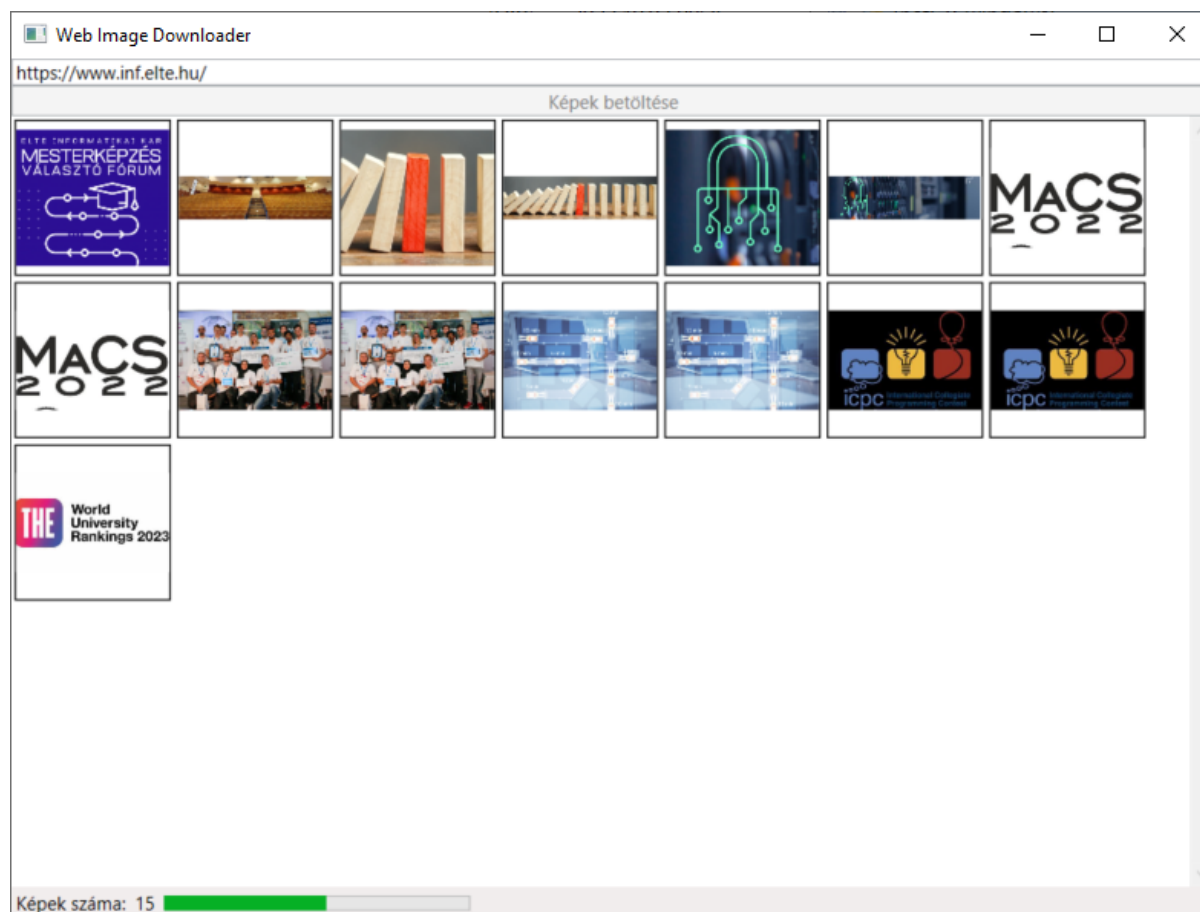 Web Image Downloader
https://www.inf.elte.hu/
Képek betöltése
ELTE INFORMATIKAI KAR
MESTERKÉPZÉS
VÁLASZTÓ FÓRUM
MACS
2022
MACS
2022
icpc International Collegiate
Programming Contest
icpc International Collegiate
Programming Contest
THE World
University
Rankings 2023
Képek száma: 15